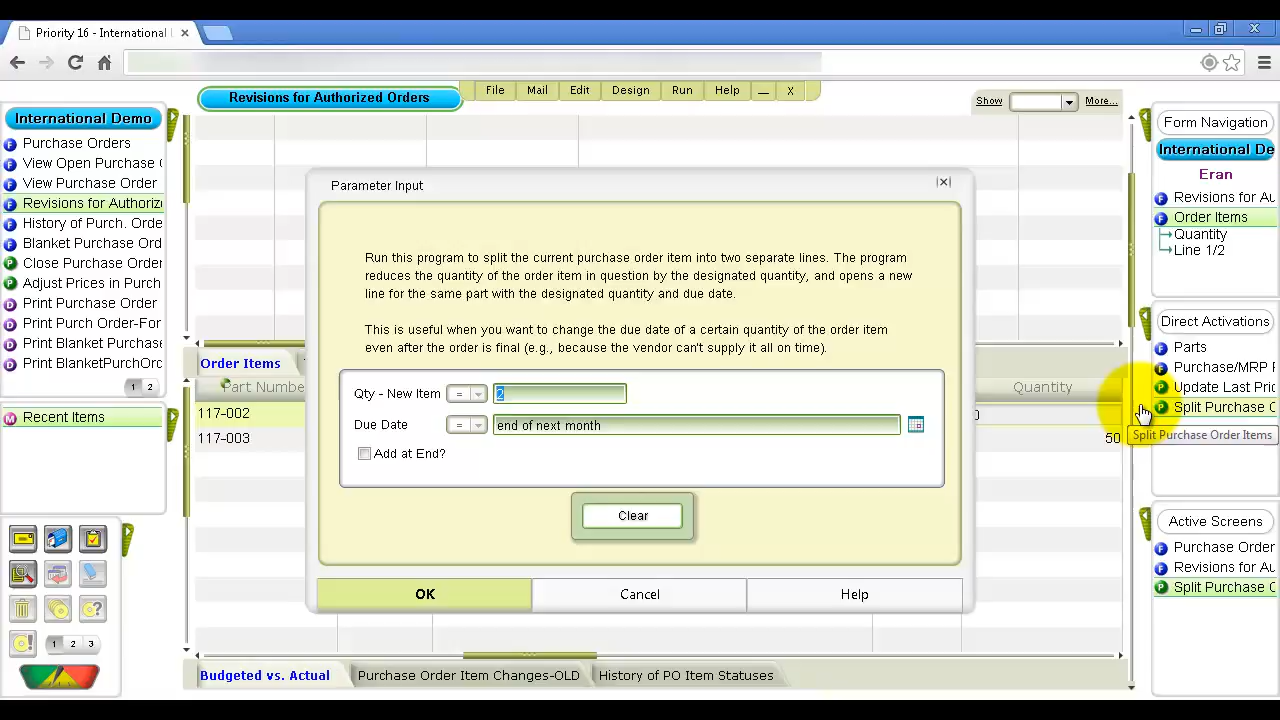 Priority 16 - International
Revisions for Authorized Orders
File
Mail
Edit
Design
Run
Help
X
Show
More...
International Demo
Purchase Orders
View Open Purchase
View Purchase Order
Revisions for Authoriz
History of Purch. Orde
Blanket Purchase Ord
Close Purchase Order
Adjust Prices in Purch
Print Purchase Order
Print Purch Order-For
Print Blanket Purchase
Print BlanketPurchOrc
1 2
Recent Items
1 2 3
Parameter Input
Run this program to split the current purchase order item into two separate lines. The program
reduces the quantity of the order item in question by the designated quantity, and opens a new
line for the same part with the designated quantity and due date.
This is useful when you want to change the due date of a certain quantity of the order item
even after the order is final (e.g., because the vendor can't supply it all on time).
Qty - New Item = 2
Due Date = end of next month
Add at End?
Clear
OK
Cancel
Help
Order Items
Part Numbe
Quantity
117-002
117-003
50
Budgeted vs. Actual
Purchase Order Item Changes-OLD
History of PO Item Statuses
Form Navigation
International De
Eran
Revisions for Au
Order Items
Quantity
Line 1/2
Direct Activations
Parts
Purchase/MRP
Update Last Pric
Split Purchase O
Split Purchase Order Items
Active Screens
Purchase Order
Revisions for Au
Split Purchase O